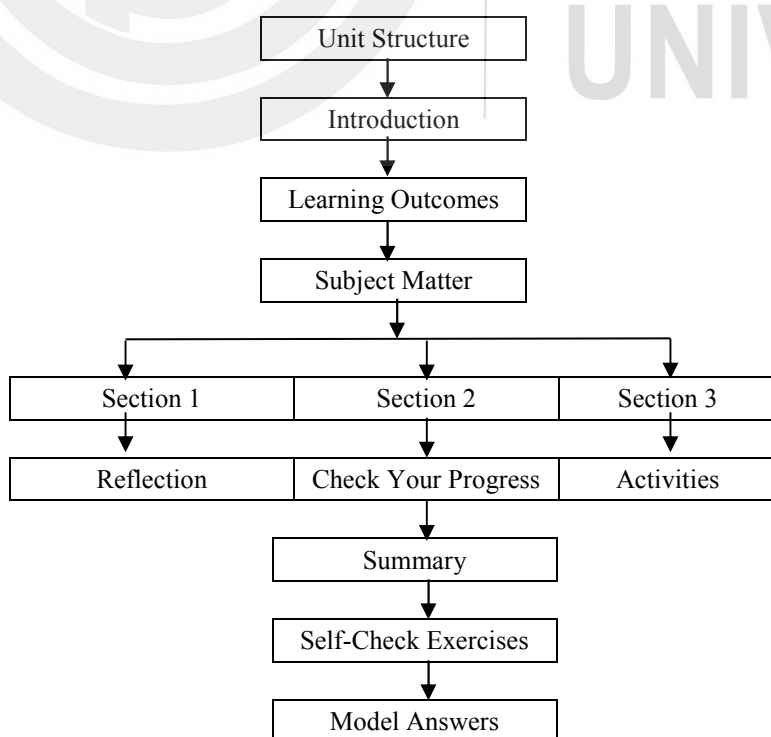 UNI
Unit Structure
Introduction
Learning Outcomes
Subject Matter
Section 1 Section 2 Section 3
Reflection Check Your Progress Activities
Summary
Self-Check Exercises
Model Answers